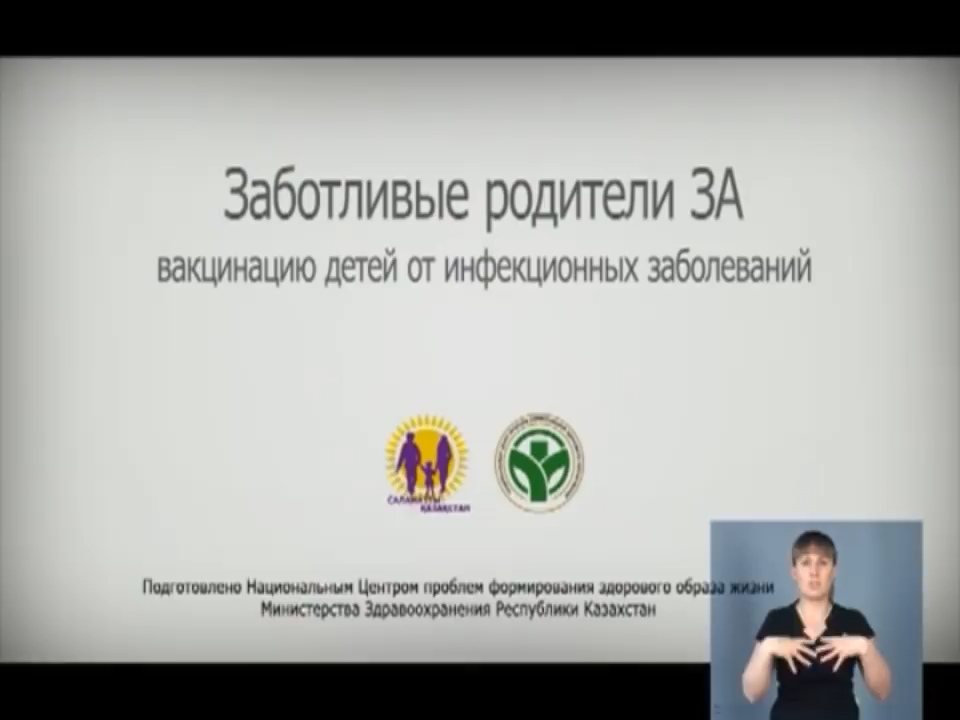 Заботливые родители ЗА
вакцинацию детей от инфекционных заболеваний
САЛАМАТТЫ
ҚАЗАҚСТАН
Подготовлено Национальным Центром проблем формирования здорового образа жизни
Министерства Здравоохранения Республики Казахстан